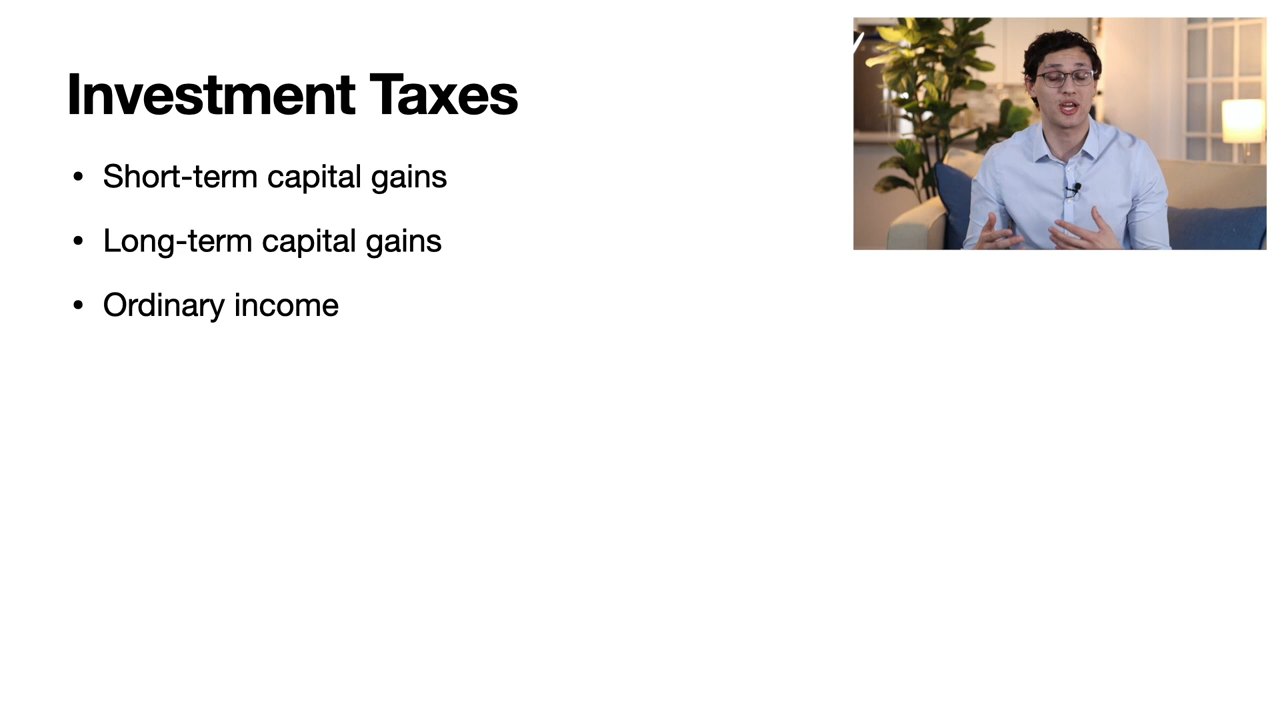 Investment Taxes
• Short-term capital gains
• Long-term capital gains
• Ordinary income